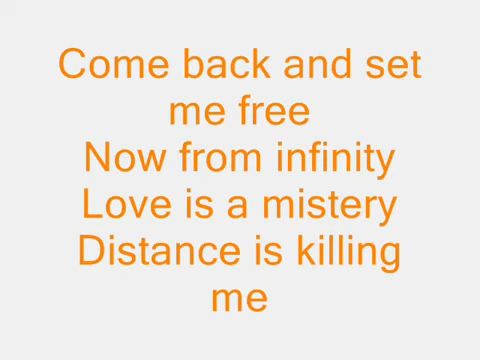 Come back and set
me free
Now from infinity
Love is a mistery
Distance is killing
me